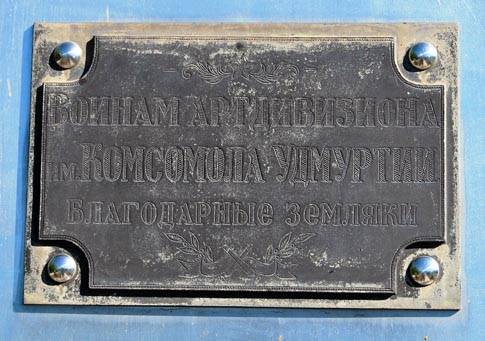 Воинам артдивизиона
им. Комсомола Удмуртии
Благодарные земляки